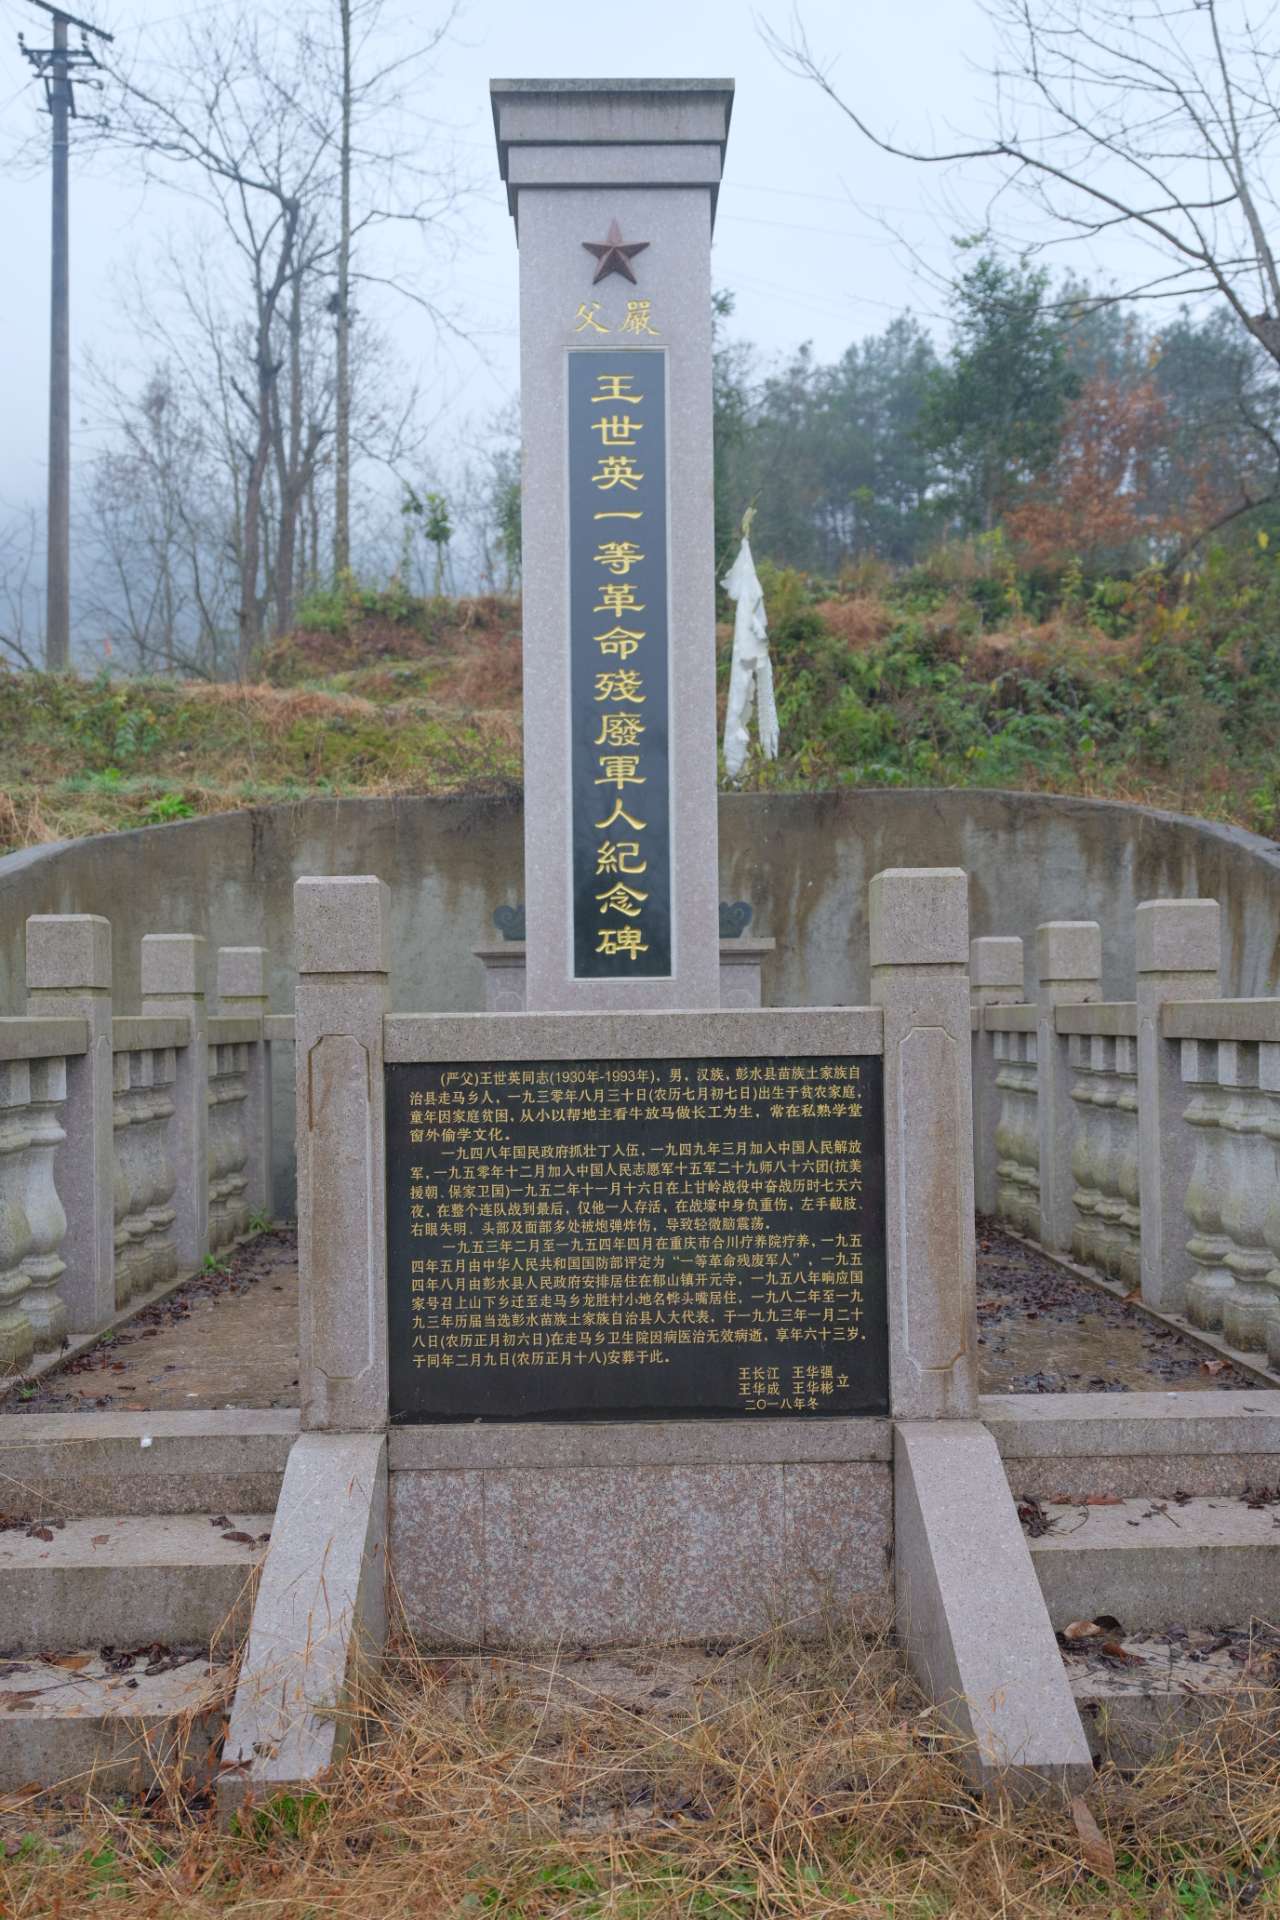 嚴父
王世英一等革命殘廢軍人紀念碑
(严父)王世英同志(1930年-1993年)，男，汉族，彭水县苗族土家族自
治县走马乡人，一九三零年八月三十日(农历七月初七日)出生于贫农家庭，
童年因家庭贫困，从小以帮地主看牛放马做长工为生，常在私熟学堂
窗外偷学文化。
一九四八年国民政府抓壮丁入伍，一九四九年三月加入中国人民解放
军，一九五零年十二月加入中国人民志愿军十五军二十九师八十六团(抗美
援朝、保家卫国)一九五二年十一月十六日在上甘岭战役中奋战历时七天六
夜，在整个连队战到最后，仅他一人存活，在战壕中身负重伤，左手截肢、
右眼失明、头部及面部多处被炮弹炸伤，导致轻微脑震荡。
一九五三年二月至一九五四年四月在重庆市合川疗养院疗养，一九五
四年五月由中华人民共和国国防部评定为“一等革命残废军人”，一九五
四年八月由彭水县人民政府安排居住在郁山镇开元寺，一九五八年响应国
家号召上山下乡迁至走马乡龙胜村小地名铧头嘴居住，一九八二年至一九
九三年历届当选彭水苗族土家族自治县人大代表，于一九九三年一月二十
八日(农历正月初六日)在走马乡卫生院因病医治无效病逝，享年六十三岁。
于同年二月九日(农历正月十八)安葬于此。
王长江 王华强
王华成 王华彬 立
二〇一八年冬